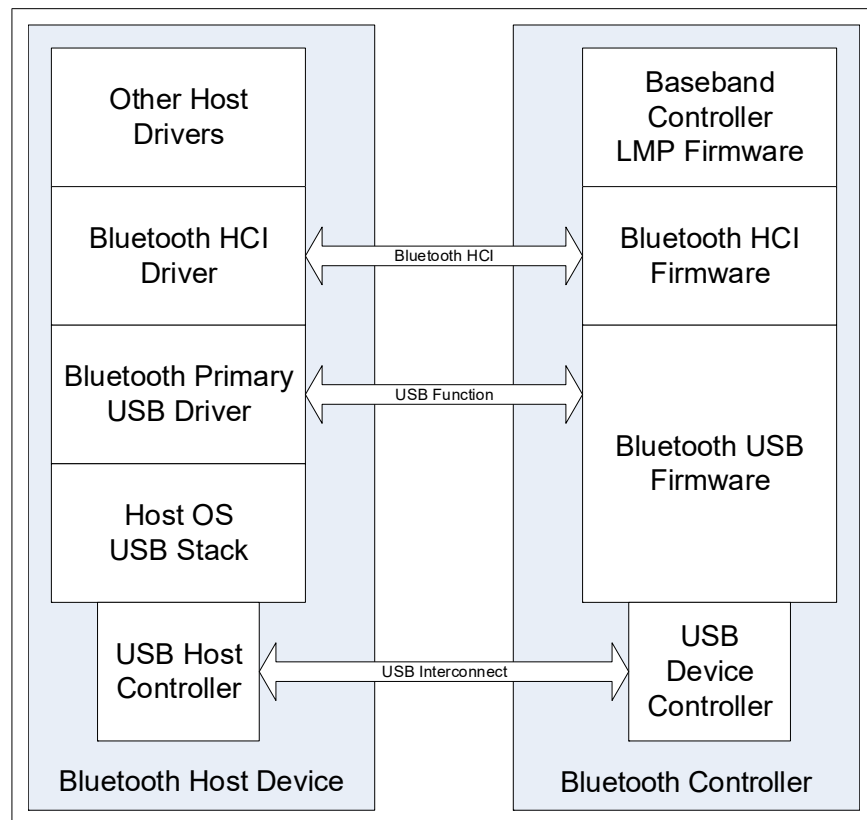 Other Host
Drivers
Bluetooth HCI
Driver
Bluetooth Primary
USB Driver
Host OS
USB Stack
USB Host
Controller
Bluetooth Host Device
Bluetooth HCI
USB Function
USB Interconnect
Baseband
Controller
LMP Firmware
Bluetooth HCI
Firmware
Bluetooth USB
Firmware
USB
Device
Controller
Bluetooth Controller